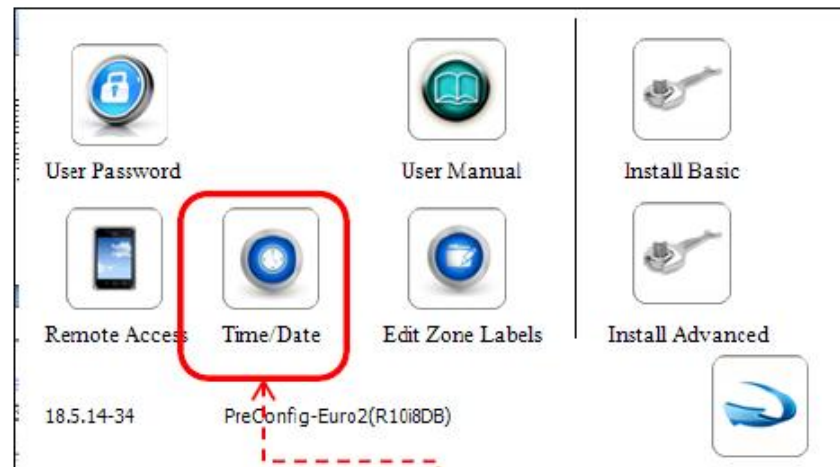 User Password
User Manual
Install Basic
Remote Access
Time/Date
Edit Zone Labels
Install Advanced
18.5.14-34
PreConfig-Euro2(R10i8DB)